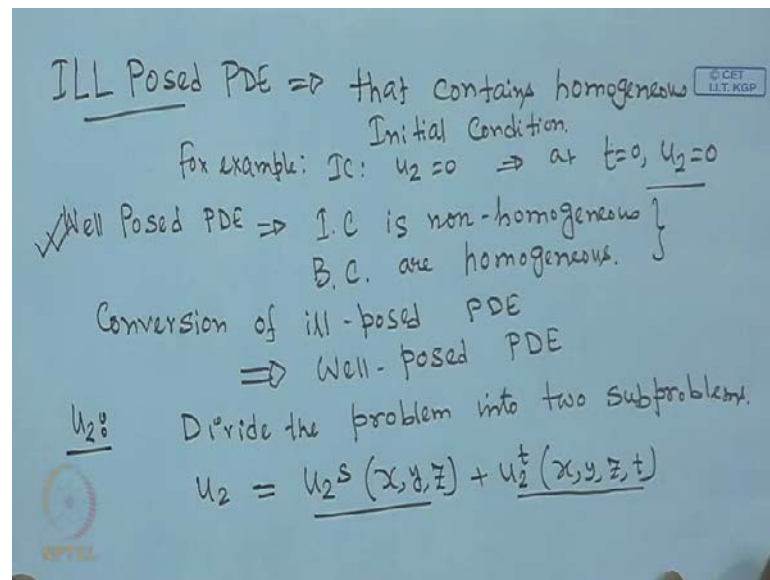 ILL Posed PDE => that contains homogeneous
© CET
I.I.T. KGP
Initial Condition.
For example: IC: u₂ = 0 => at t=0, u₂=0
✓Well Posed PDE => I.C is non-homogeneous }
B.C. are homogeneous.
Conversion of ill-posed PDE
=> Well-posed PDE
u₂: Divide the problem into two subproblems.
u₂ = u₂ˢ (x,y,z) + u₂ᵗ (x,y,z,t)
NPTEL